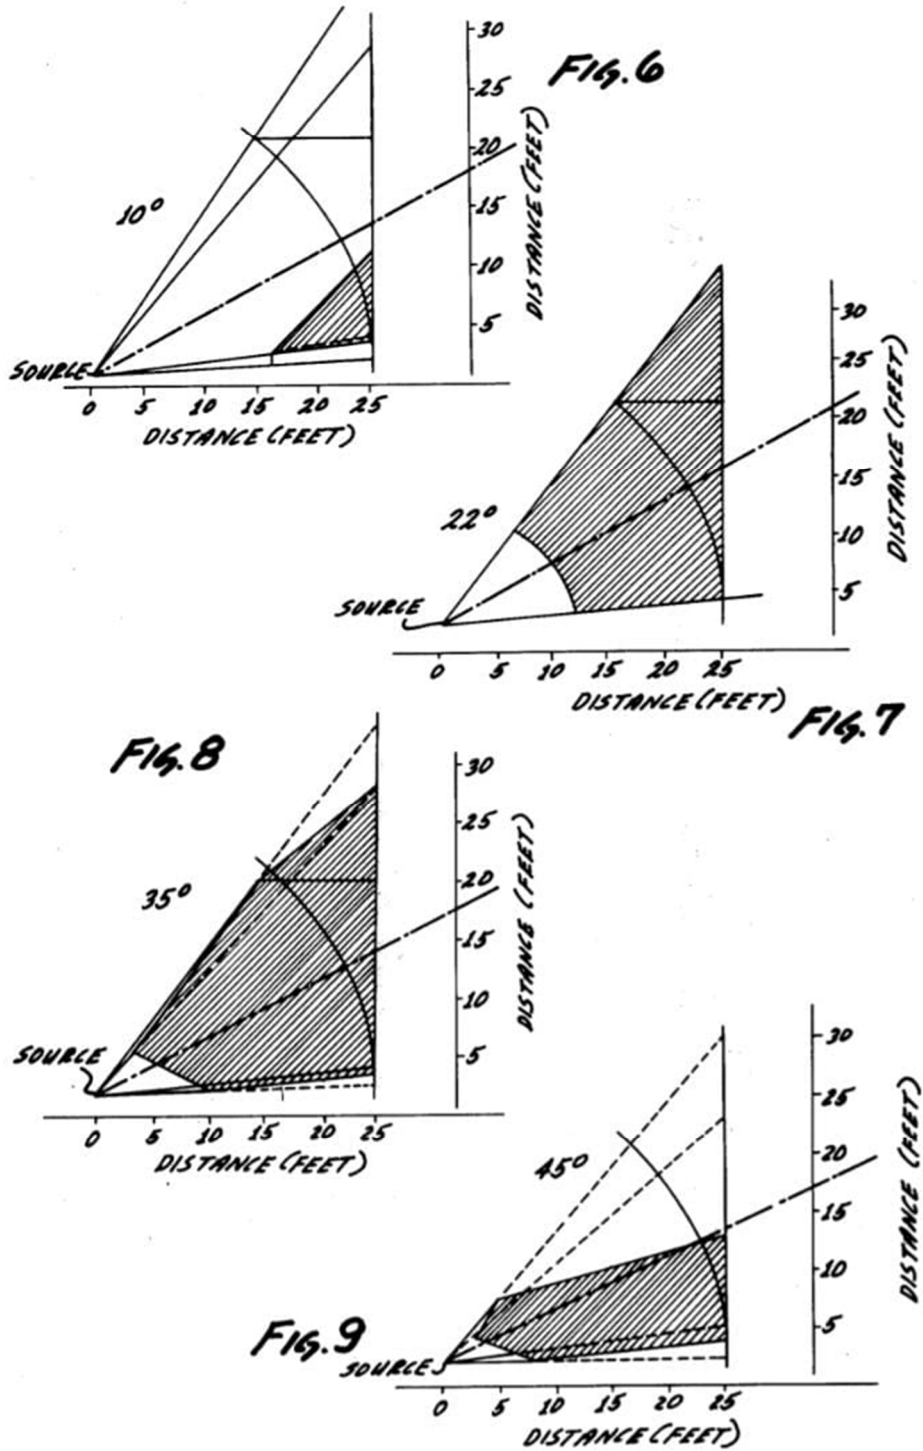 FIG. 6
30
25
20
15
10
5
DISTANCE (FEET)
10°
SOURCE
0 5 10 15 20 25
DISTANCE (FEET)
30
25
20
15
10
5
DISTANCE (FEET)
22°
SOURCE
0 5 10 15 20 25
DISTANCE (FEET)
FIG. 7
FIG. 8
30
25
20
15
10
5
DISTANCE (FEET)
35°
SOURCE
0 5 10 15 20 25
DISTANCE (FEET)
30
25
20
15
10
5
DISTANCE (FEET)
45°
FIG. 9
SOURCE
0 5 10 15 20 25
DISTANCE (FEET)